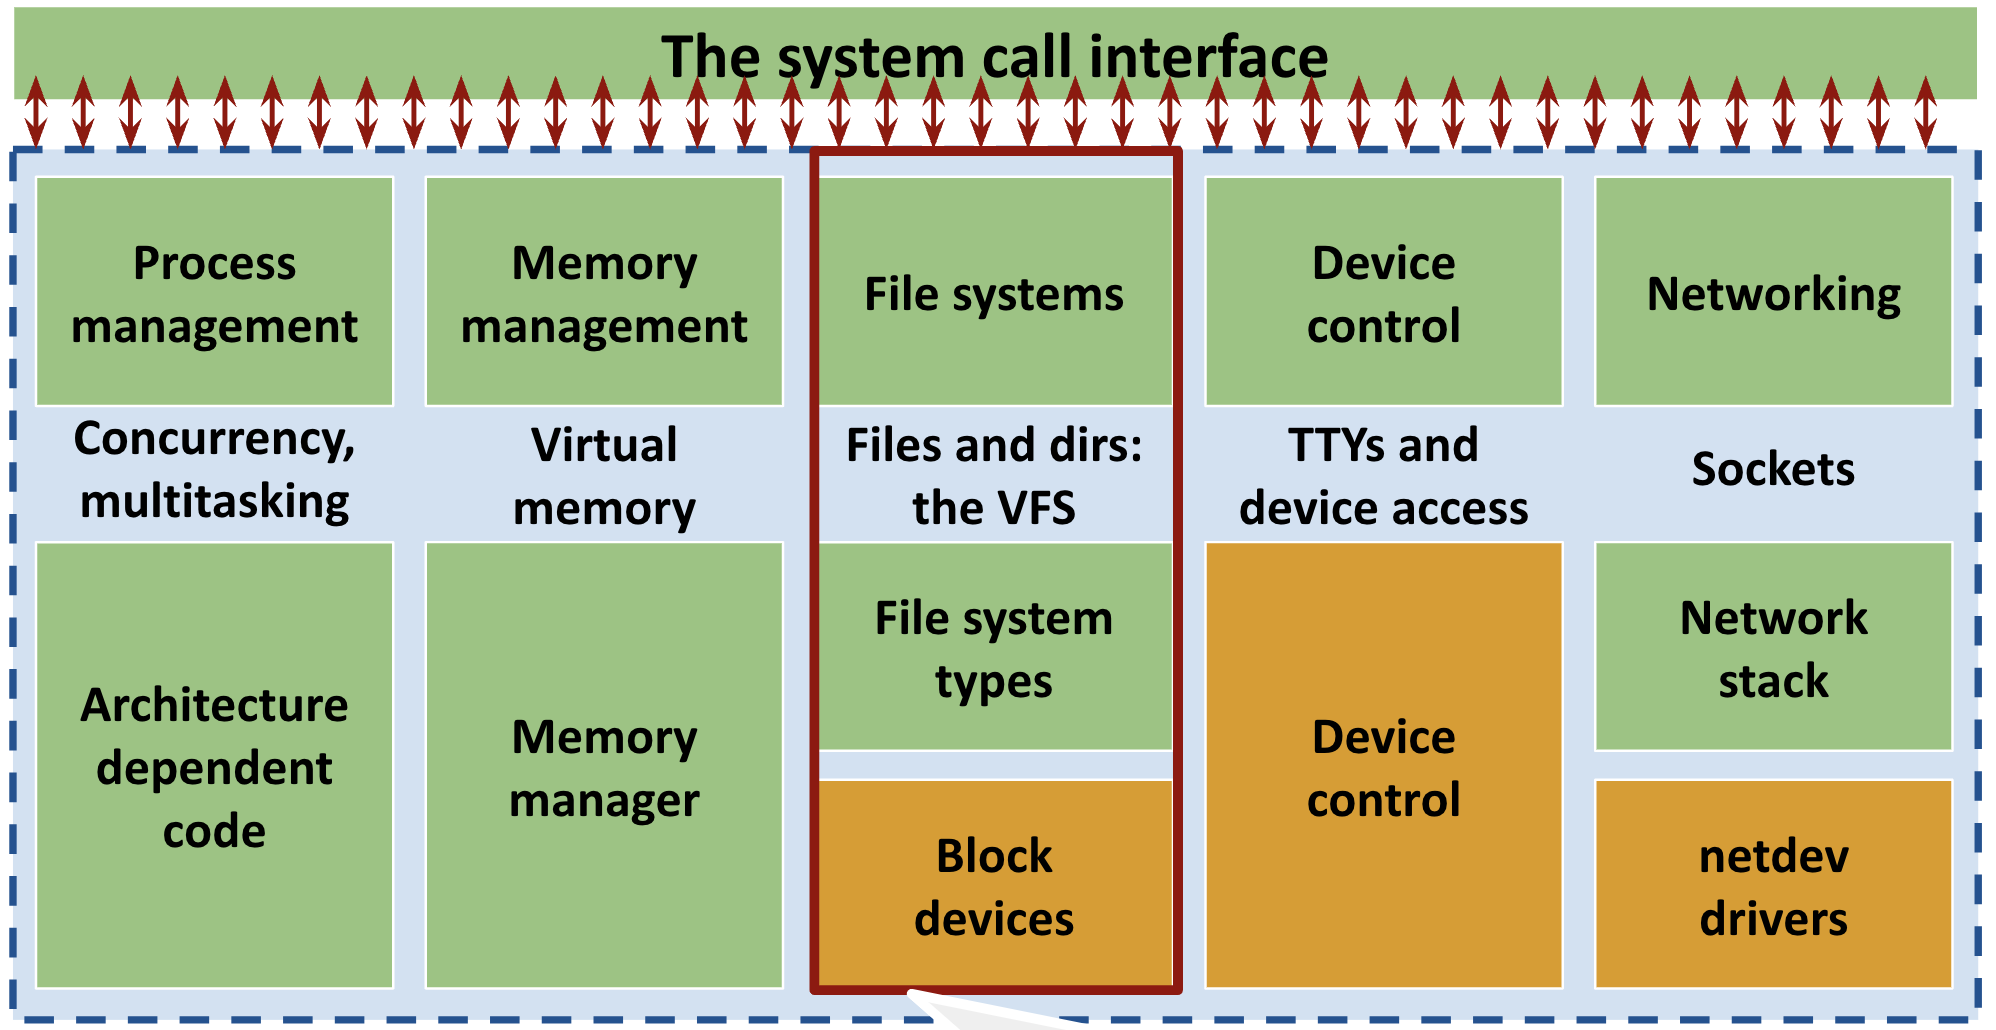 The system call interface
Process
management
Memory
management
File systems
Device
control
Networking
Concurrency,
multitasking
Virtual
memory
Files and dirs:
the VFS
TTYs and
device access
Sockets
Architecture
dependent
code
Memory
manager
File system
types
Block
devices
Device
control
Network
stack
netdev
drivers